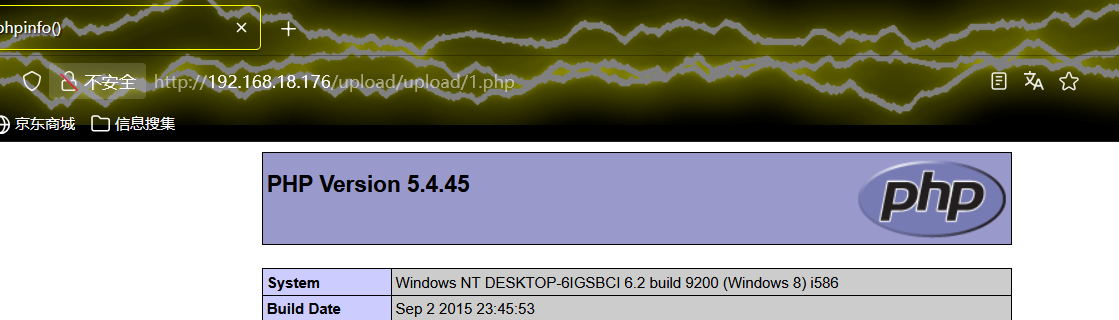 phpinfo()
不安全 http://192.168.18.176/upload/upload/1.php
京东商城 信息搜集
PHP Version 5.4.45
php
System Windows NT DESKTOP-6IGSBCI 6.2 build 9200 (Windows 8) i586
Build Date Sep 2 2015 23:45:53